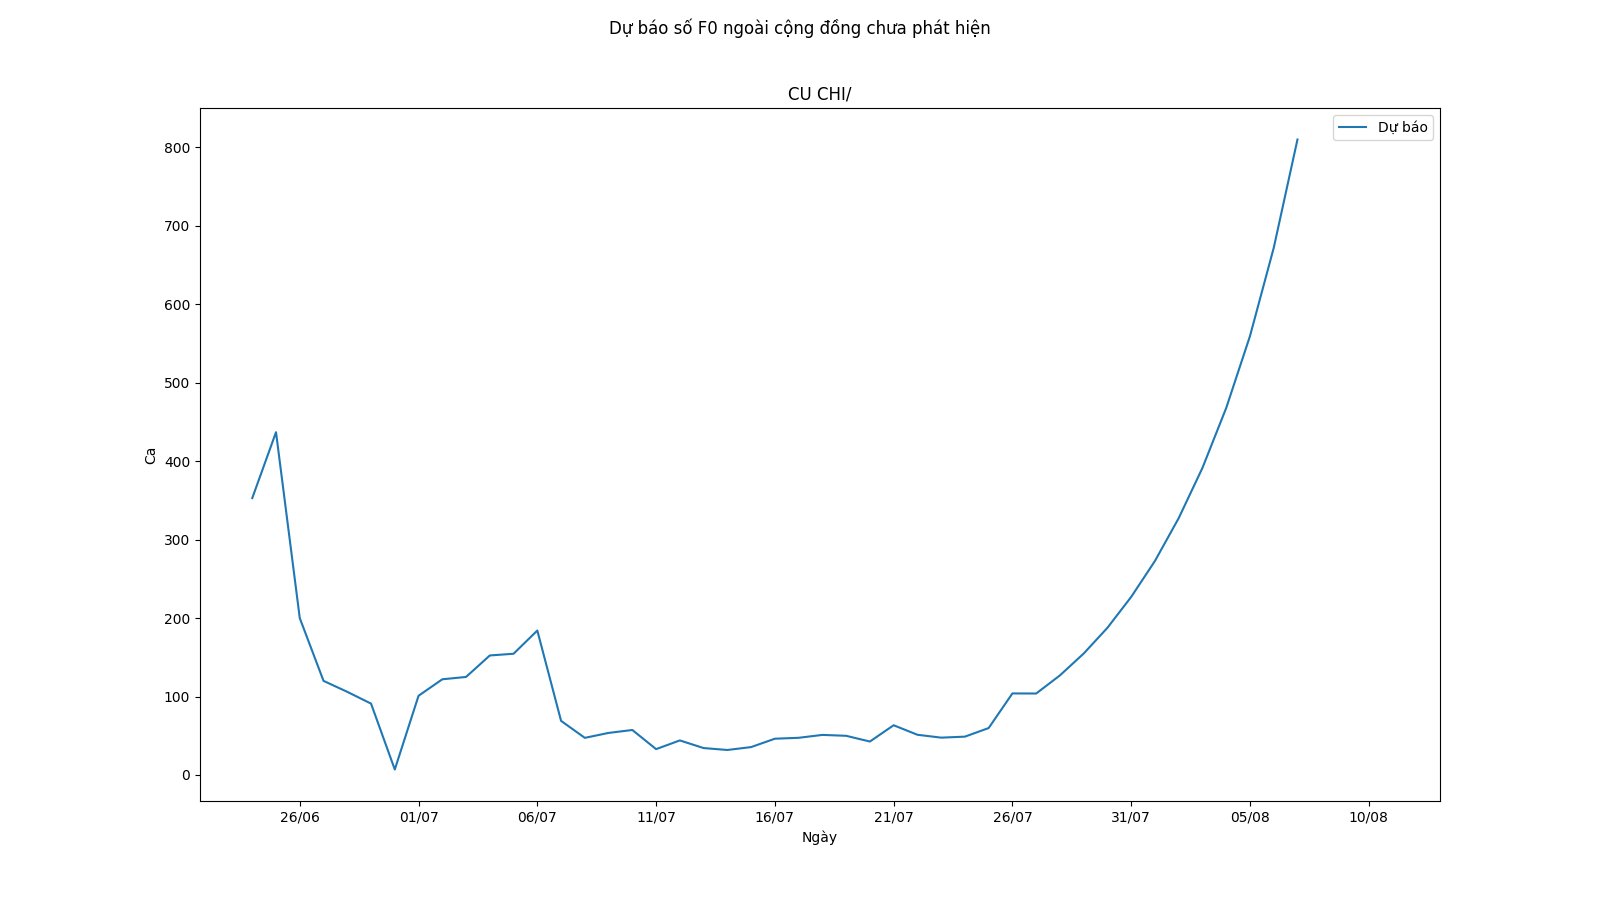 Dự báo số F0 ngoài cộng đồng chưa phát hiện
CU CHI/
Dự báo
800
700
600
500
400
300
200
100
0
Ca
26/06 01/07 06/07 11/07 16/07 21/07 26/07 31/07 05/08 10/08
Ngày